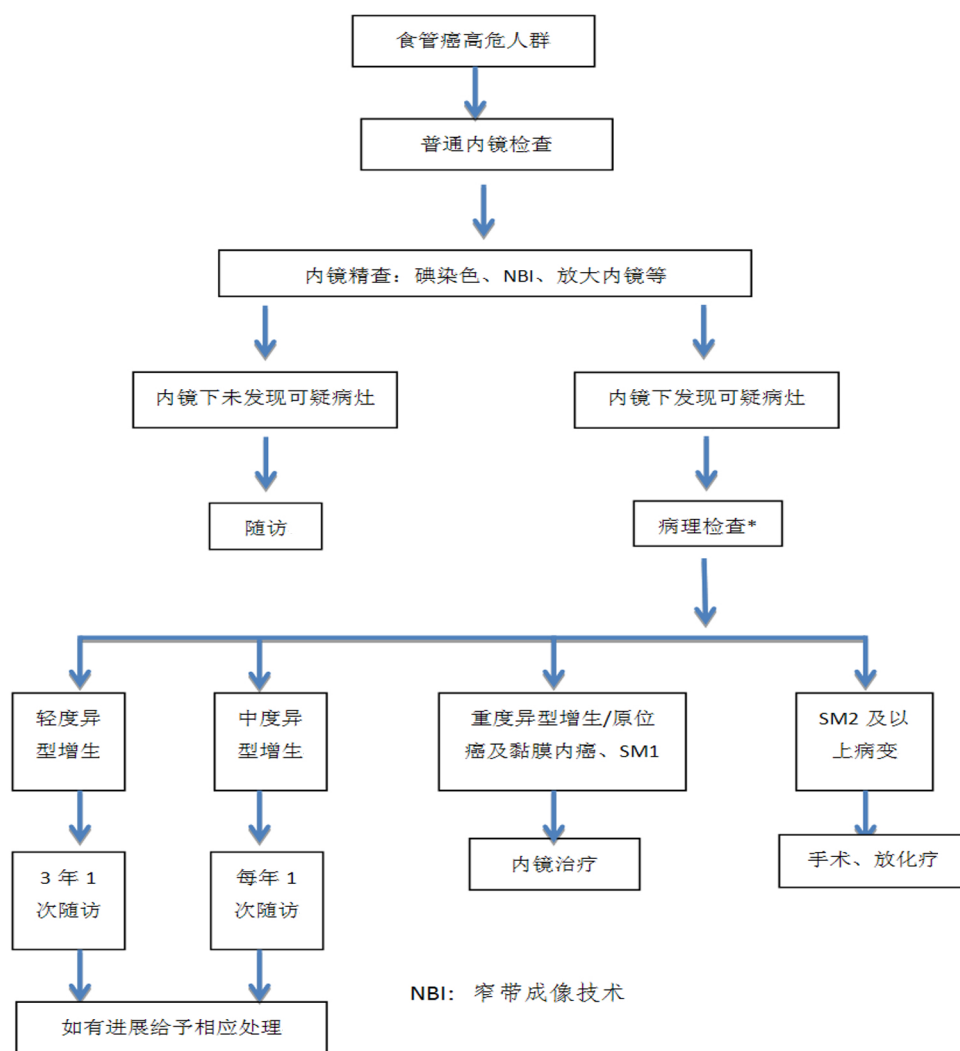 食管癌高危人群
普通内镜检查
内镜精查：碘染色、NBI、放大内镜等
内镜下未发现可疑病灶
内镜下发现可疑病灶
随访
病理检查*
轻度异
型增生
中度异
型增生
重度异型增生/原位
癌及黏膜内癌、SM1
SM2 及以
上病变
3 年 1
次随访
每年 1
次随访
内镜治疗
手术、放化疗
如有进展给予相应处理
NBI：窄带成像技术